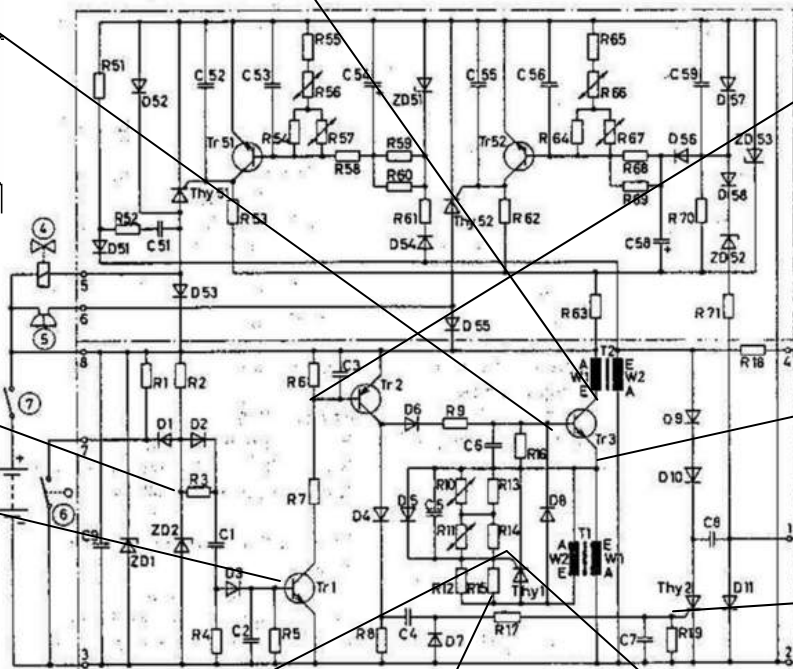 R55
R65
R51
D52
C52
C53
R56
C54
ZD51
C55
C56
R66
C59
D57
Tr51
R54
R57
R59
Tr52
R64
R67
D56
ZD53
R58
R68
Thy51
R60
R69
D58
R52
R53
R61
Thy52
R62
R70
4
C51
D51
D54
C58
+
ZD52
5
D53
6
5
D55
R63
R71
8
T2
4
R1
R2
R6
C3
Tr2
A
W1
E
E
W2
A
R18
7
D1
D2
D6
R9
D9
2
7
R16
Tr3
C6
+
R3
R10
R13
D10
6
R7
D4
D5
C5
D8
T1
C9
ZD1
ZD2
C1
R11
R14
A
W2
E
E
W1
A
C8
1
D3
Tr1
R12
R15
Thy1
Thy2
D11
R4
C2
R5
R8
C4
D7
R17
C7
R19
3
2